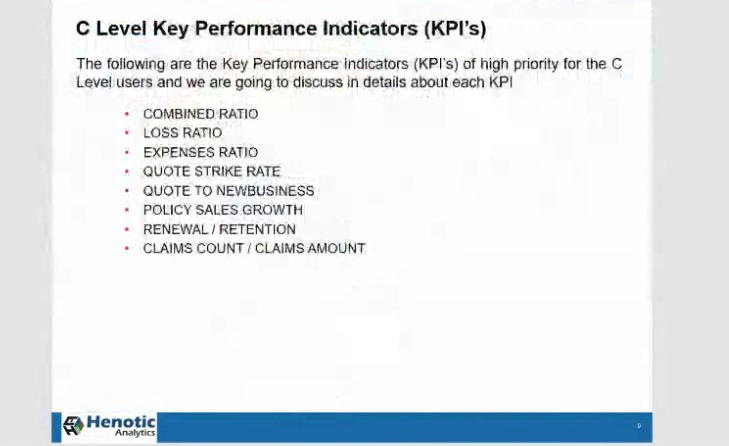 C Level Key Performance Indicators (KPI's)
The following are the Key Performance Indicators (KPI's) of high priority for the C
Level users and we are going to discuss in details about each KPI
• COMBINED RATIO
• LOSS RATIO
• EXPENSES RATIO
• QUOTE STRIKE RATE
• QUOTE TO NEWBUSINESS
• POLICY SALES GROWTH
• RENEWAL / RETENTION
• CLAIMS COUNT / CLAIMS AMOUNT
Henotic
Analytics